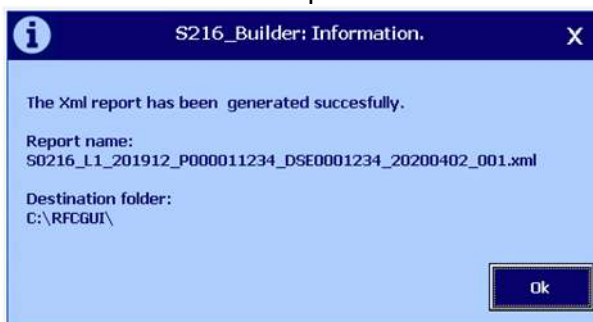 S216_Builder: Information.
X
The Xml report has been generated succesfully.
Report name:
S0216_L1_201912_P000011234_DSE0001234_20200402_001.xml
Destination folder:
C:\RFCGUI\
Ok